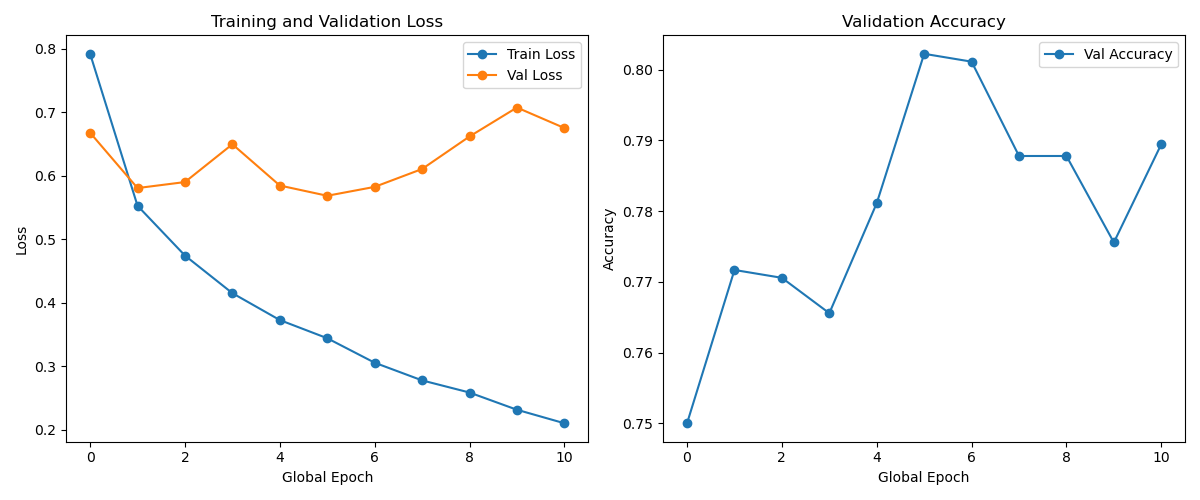 Training and Validation Loss
Train Loss
Val Loss
0.8
0.7
0.6
0.5
0.4
0.3
0.2
Loss
0 2 4 6 8 10
Global Epoch
Validation Accuracy
Val Accuracy
0.80
0.79
0.78
0.77
0.76
0.75
Accuracy
0 2 4 6 8 10
Global Epoch